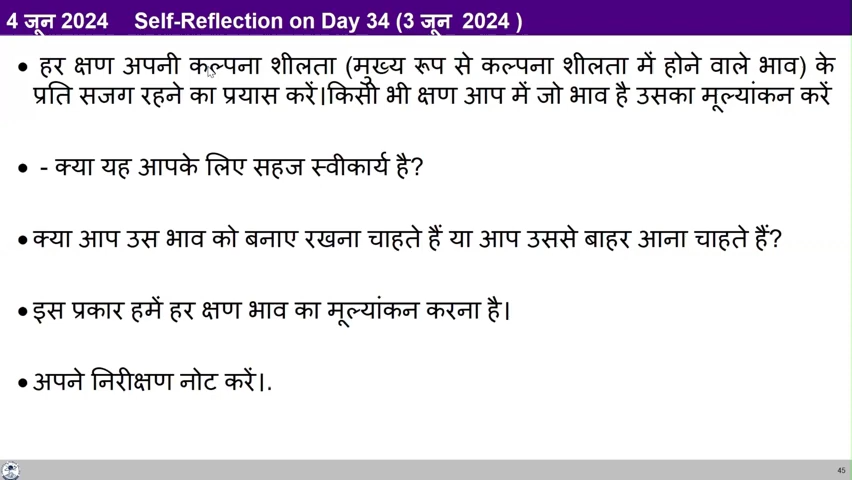 4 जून 2024 Self-Reflection on Day 34 (3 जून 2024 )
• हर क्षण अपनी कल्पना शीलता (मुख्य रूप से कल्पना शीलता में होने वाले भाव) के
प्रति सजग रहने का प्रयास करें।किसी भी क्षण आप में जो भाव है उसका मूल्यांकन करें
• - क्या यह आपके लिए सहज स्वीकार्य है?
• क्या आप उस भाव को बनाए रखना चाहते हैं या आप उससे बाहर आना चाहते हैं?
• इस प्रकार हमें हर क्षण भाव का मूल्यांकन करना है।
• अपने निरीक्षण नोट करें।.
45